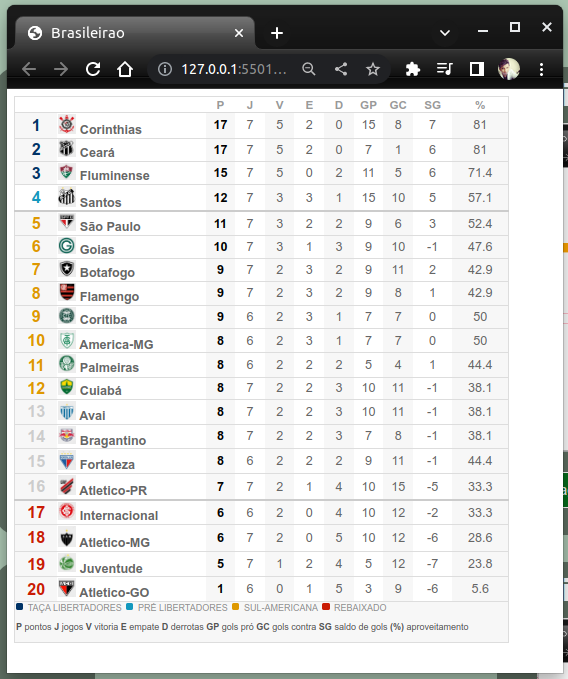 Brasileirao
127.0.0.1:5501...
P J V E D GP GC SG %
1 Corinthias 17 7 5 2 0 15 8 7 81
2 Ceará 17 7 5 2 0 7 1 6 81
3 Fluminense 15 7 5 0 2 11 5 6 71.4
4 Santos 12 7 3 3 1 15 10 5 57.1
5 São Paulo 11 7 3 2 2 9 6 3 52.4
6 Goias 10 7 3 1 3 9 10 -1 47.6
7 Botafogo 9 7 2 3 2 9 11 2 42.9
8 Flamengo 9 7 2 3 2 9 8 1 42.9
9 Coritiba 9 6 2 3 1 7 7 0 50
10 America-MG 8 6 2 3 1 7 7 0 50
11 Palmeiras 8 6 2 2 2 5 4 1 44.4
12 Cuiabá 8 7 2 2 3 10 11 -1 38.1
13 Avai 8 7 2 2 3 10 11 -1 38.1
14 Bragantino 8 7 2 2 3 7 8 -1 38.1
15 Fortaleza 8 6 2 2 2 9 11 -1 44.4
16 Atletico-PR 7 7 2 1 4 10 15 -5 33.3
17 Internacional 6 6 2 0 4 10 12 -2 33.3
18 Atletico-MG 6 7 2 0 5 10 12 -6 28.6
19 Juventude 5 7 1 2 4 5 12 -7 23.8
20 Atletico-GO 1 6 0 1 5 3 9 -6 5.6
TAÇA LIBERTADORES PRÉ LIBERTADORES SUL-AMERICANA REBAIXADO
P pontos J jogos V vitoria E empate D derrotas GP gols pró GC gols contra SG saldo de gols (%) aproveitamento